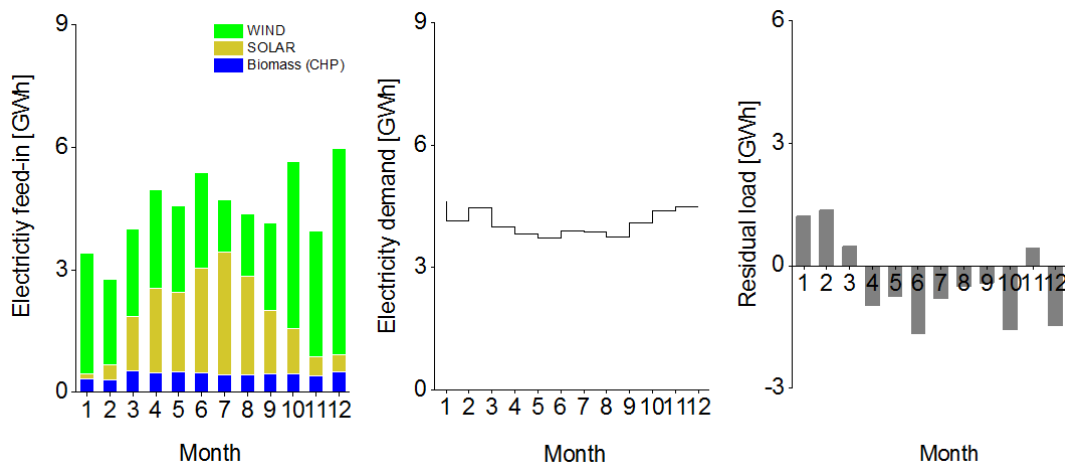 Electrictiy feed-in [GWh]
9
6
3
0
WIND
SOLAR
Biomass (CHP)
1 2 3 4 5 6 7 8 9 10 11 12
Month
Electricity demand [GWh]
9
6
3
0
1 2 3 4 5 6 7 8 9 10 11 12
Month
Residual load [GWh]
6
3
0
-3
1 2 3 4 5 6 7 8 9 10 11 12
Month